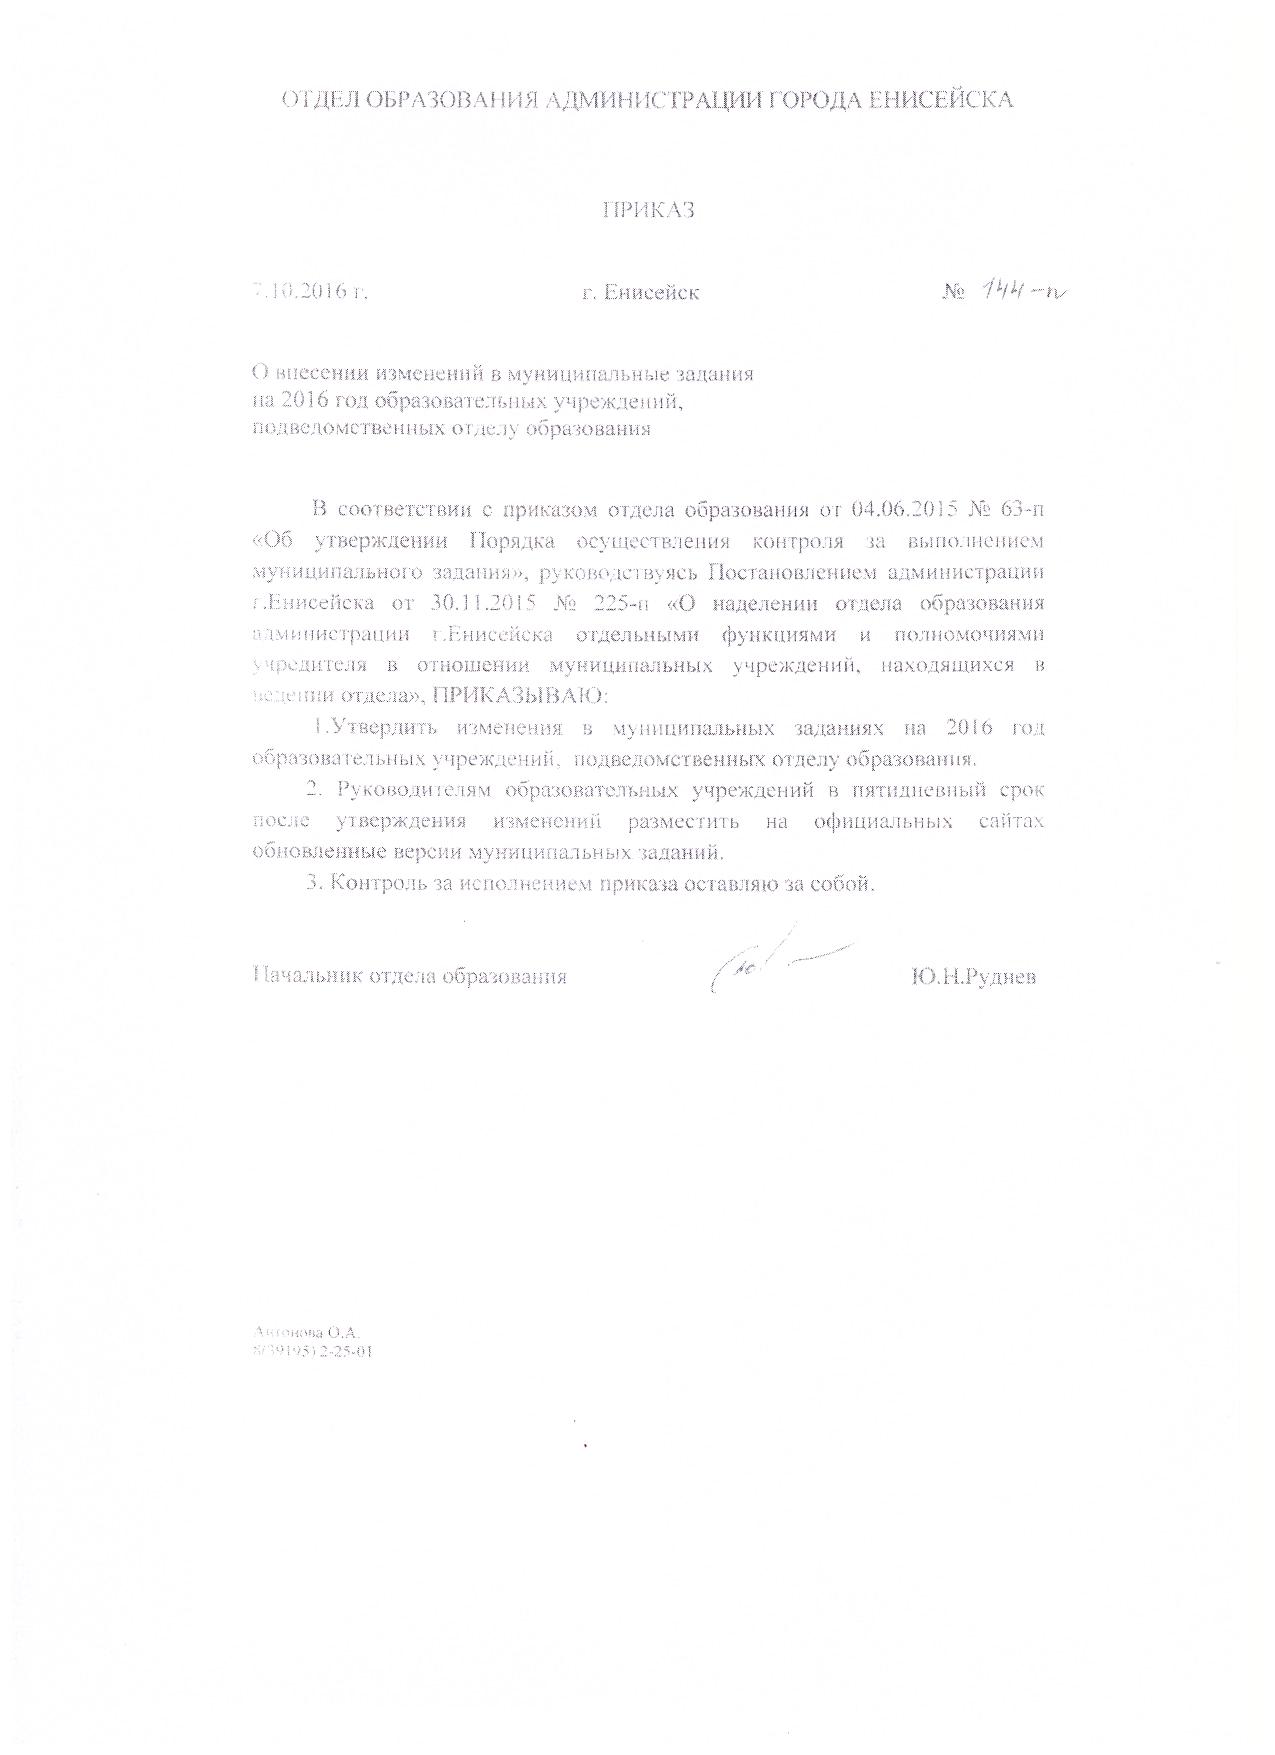 ОТДЕЛ ОБРАЗОВАНИЯ АДМИНИСТРАЦИИ ГОРОДА ЕНИСЕЙСКА
ПРИКАЗ
7.10.2016 г. г. Енисейск № 144-п
О внесении изменений в муниципальные задания
на 2016 год образовательных учреждений,
подведомственных отделу образования
В соответствии с приказом отдела образования от 04.06.2015 № 63-п
«Об утверждении Порядка осуществления контроля за выполнением
муниципального задания», руководствуясь Постановлением администрации
г.Енисейска от 30.11.2015 № 225-п «О наделении отдела образования
администрации г.Енисейска отдельными функциями и полномочиями
учредителя в отношении муниципальных учреждений, находящихся в
ведении отдела», ПРИКАЗЫВАЮ:
1.Утвердить изменения в муниципальных заданиях на 2016 год
образовательных учреждений, подведомственных отделу образования.
2. Руководителям образовательных учреждений в пятидневный срок
после утверждения изменений разместить на официальных сайтах
обновленные версии муниципальных заданий.
3. Контроль за исполнением приказа оставляю за собой.
Начальник отдела образования Ю.Н.Руднев
Антонова О.А.
8(39195) 2-25-01